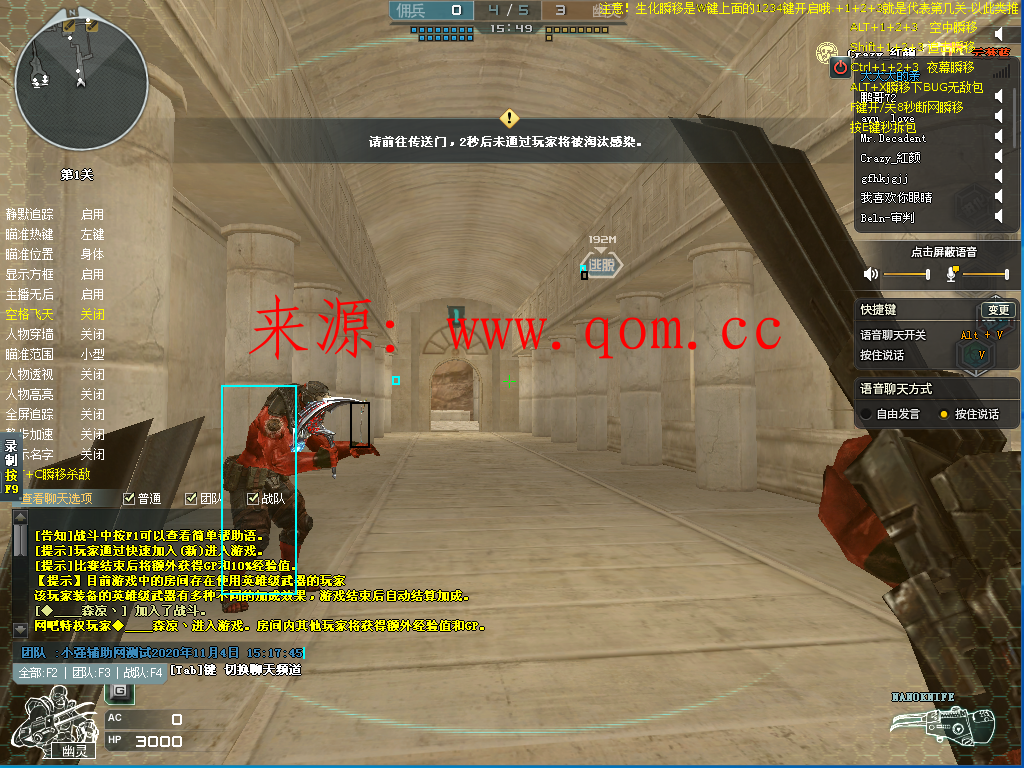 佣兵 0 4 / 5 3
15:49
注意！生化瞬移是W键上面的1234键开启哦.+1+2+3就是代表第几关 以此类推
ALT+1+2+3 空中瞬移
Ctrl+1+2+3 夜幕瞬移
ALT+X瞬移下BUG无敌包
鹏哥72
F键开/关8秒断网瞬移
ayu__love
按E键秒拆包
Mr.Decadent
Crazy_紅颜
gfhkjgjj
我喜欢你眼睛
Beln-审判
N
请前往传送门，2秒后未通过玩家将被淘汰感染。
第1关
静默追踪 启用
瞄准热键 左键
瞄准位置 身体
显示方框 启用
主播无后 启用
空格飞天 关闭
人物穿墙 关闭
瞄准范围 小型
人物透视 关闭
人物高亮 关闭
全屏追踪 关闭
步加速 关闭
示名字 关闭
+C瞬移杀敌
录制按F9
192M
逃脱
1
来源：www.qom.cc
点击屏蔽语音
快捷键 变更
语音聊天开关 Alt + V
按住说话 V
语音聊天方式
自由发言 按住说话
查看聊天选项 普通 团队 战队
[告知]战斗中按F1可以查看简单帮助语。
[提示]玩家通过快速加入(新)进入游戏。
[提示]比赛结束后将额外获得GP和10%经验值。
【提示】目前游戏中的房间存在使用英雄级武器的玩家
该玩家装备的英雄级武器有多种不同的加成效果，游戏结束后自动结算加成。
[◆____森凉丶] 加入了战斗。
网吧特权玩家◆____森凉丶进入游戏。房间内其他玩家将获得额外经验值和GP。
团队 :小强辅助网测试2020年11月4日 15:17:45
全部:F2 | 团队:F3 | 战队:F4 [Tab]键 切换聊天频道
G
AC 0
HP 3000
幽灵
NANOKNIFE